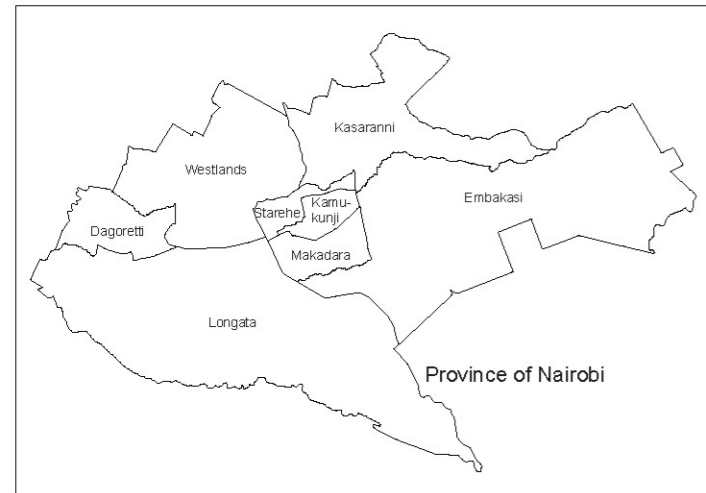 Kasaranni
Westlands
Embakasi
Starehe
Kamu-
kunji
Dagoretti
Makadara
Longata
Province of Nairobi